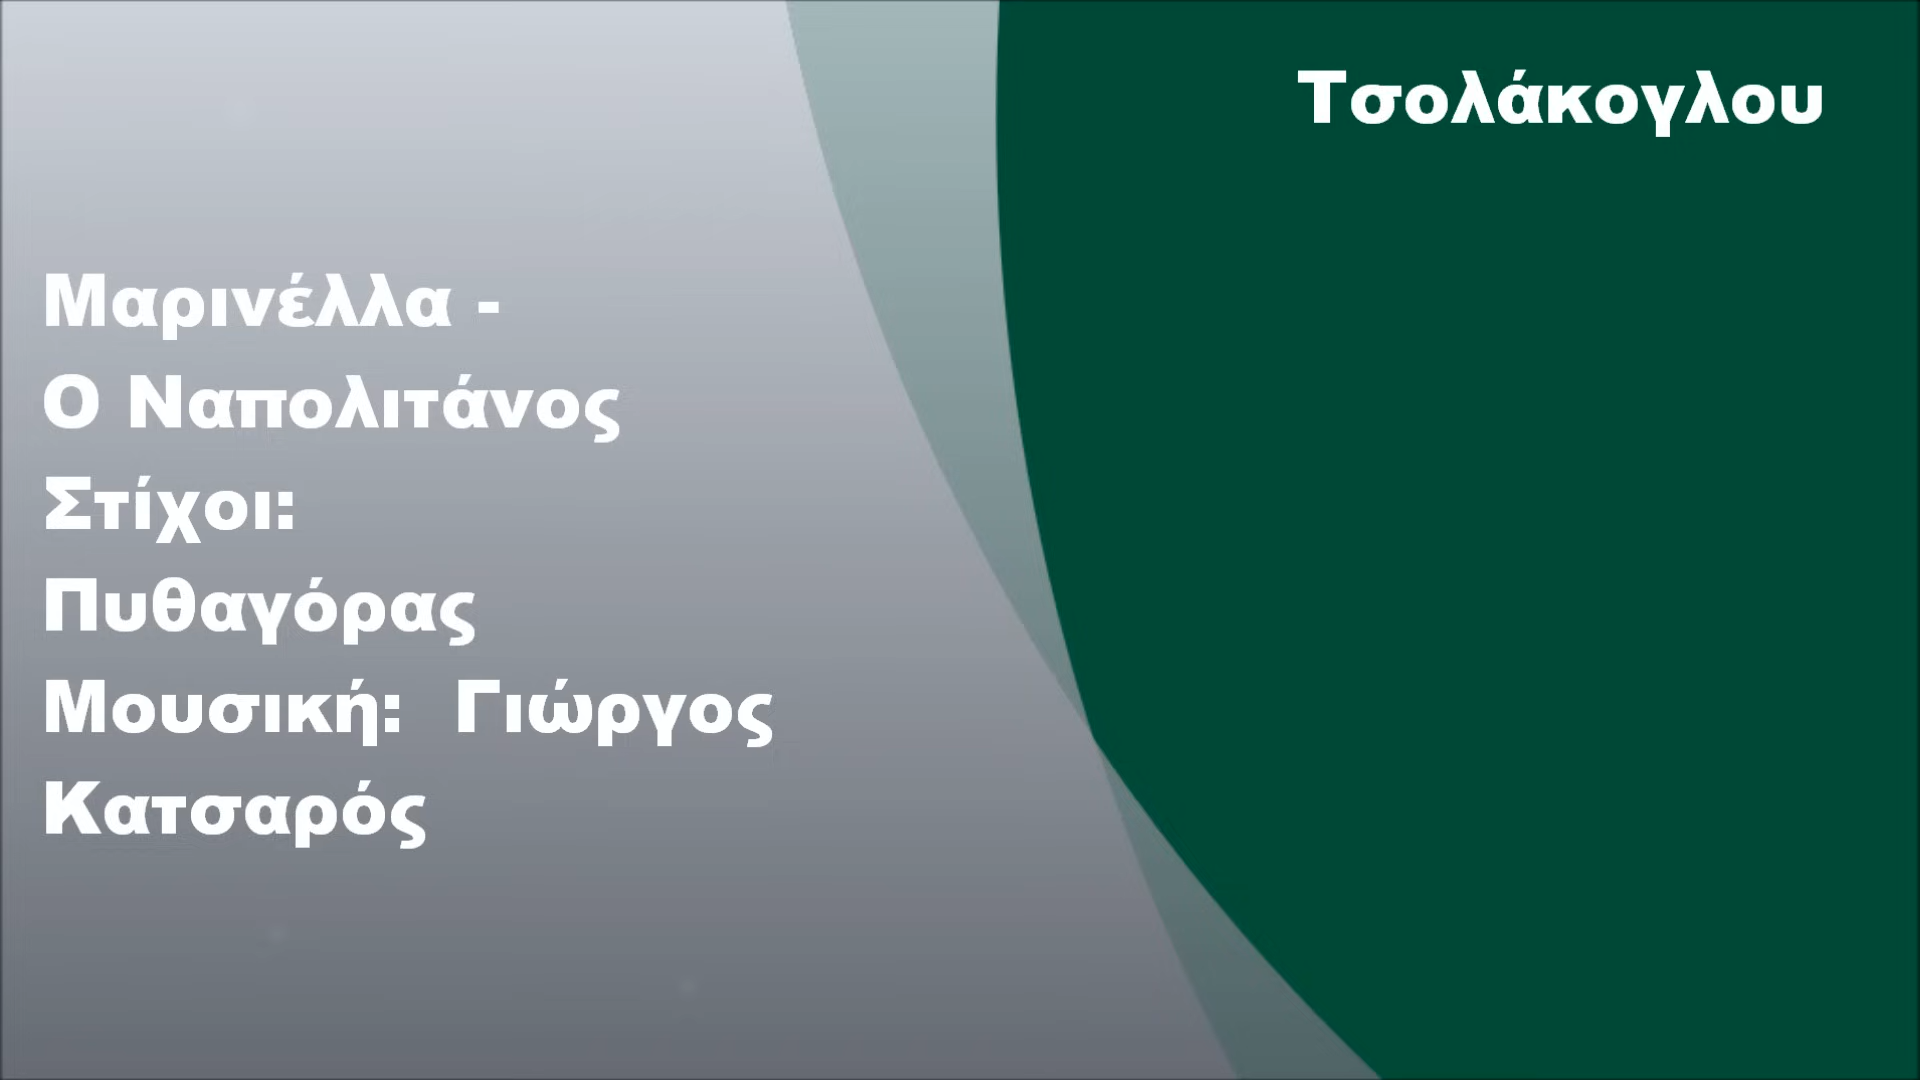 Τσολάκογλου
Μαρινέλλα -
Ο Ναπολιτάνος
Στίχοι:
Πυθαγόρας
Μουσική: Γιώργος
Κατσαρός